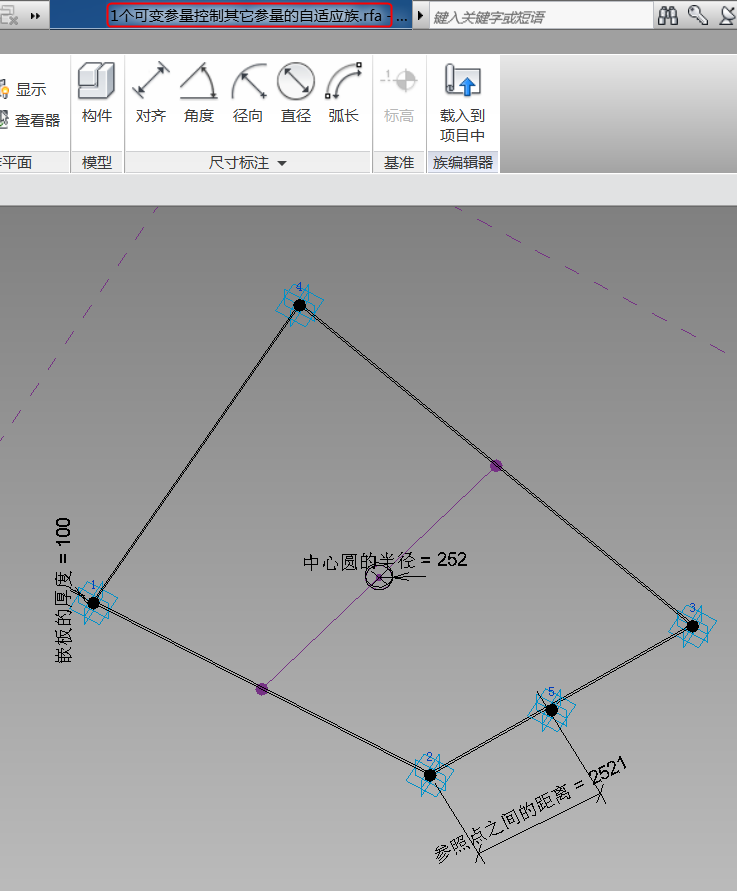 1个可变参量控制其它参量的自适应族.rfa - ...
键入关键字或短语
显示
查看器
构件
对齐
角度
径向
直径
弧长
标高
载入到
项目中
平面
模型
尺寸标注
基准
族编辑器
4
中心圆的半径 = 252
嵌板的厚度 = 100
1
3
5
2
参照点之间的距离 = 2521